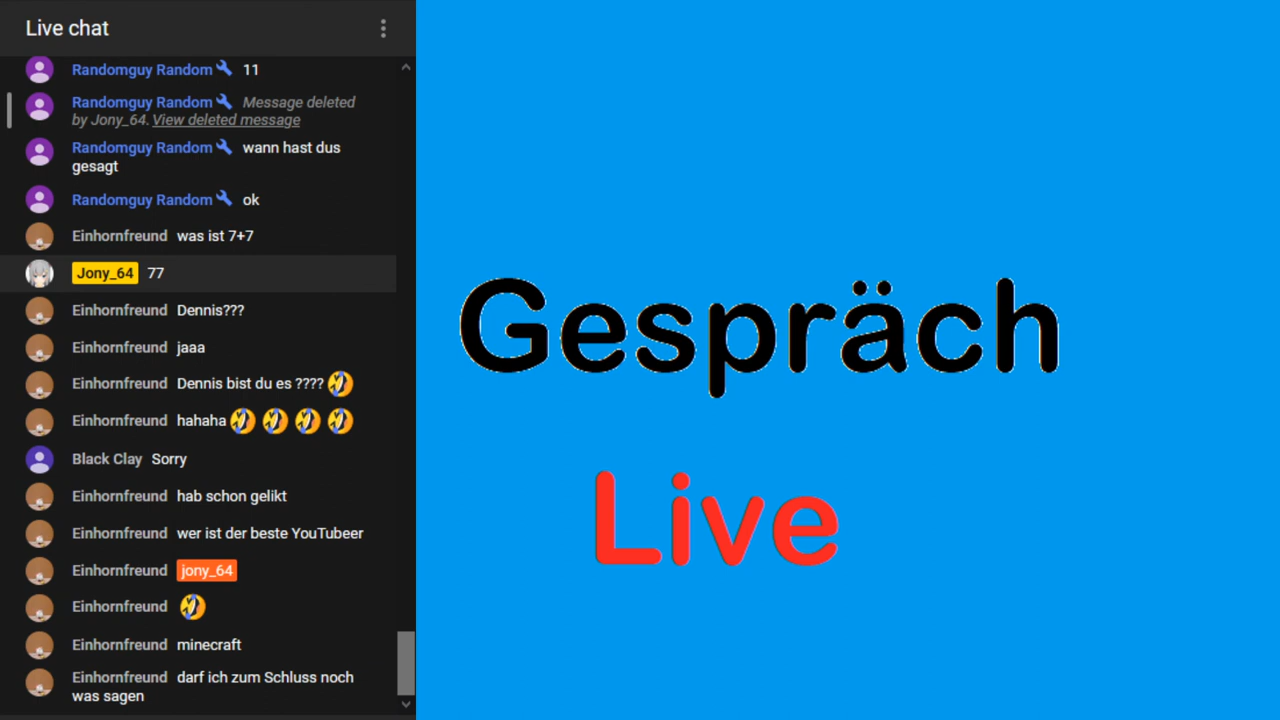 Live chat
Randomguy Random 11
Randomguy Random Message deleted
by Jony_64. View deleted message
Randomguy Random wann hast dus
gesagt
Randomguy Random ok
Einhornfreund was ist 7+7
Jony_64 77
Einhornfreund Dennis???
Einhornfreund jaaa
Einhornfreund Dennis bist du es ???? 🤣
Einhornfreund hahaha 🤣 🤣 🤣 🤣
Black Clay Sorry
Einhornfreund hab schon gelikt
Einhornfreund wer ist der beste YouTubeer
Einhornfreund jony_64
Einhornfreund 🤣
Einhornfreund minecraft
Einhornfreund darf ich zum Schluss noch
was sagen
Gespräch
Live